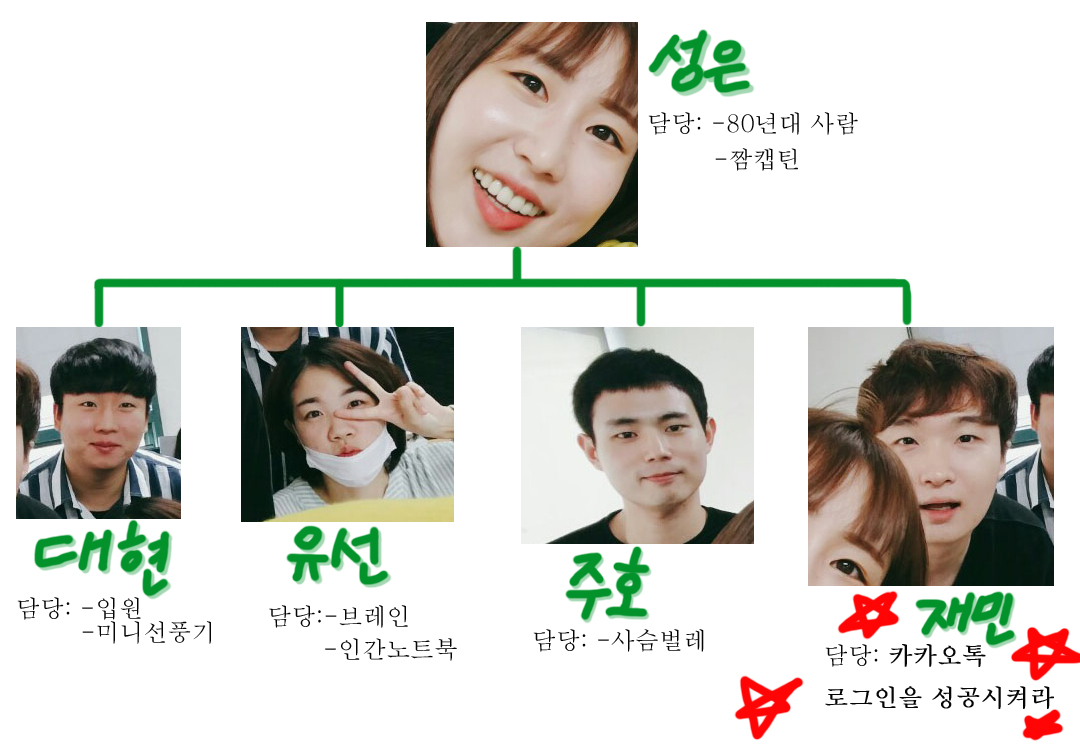 성은
담당: -80년대 사람
-짬캡틴
대현
담당: -입원
-미니선풍기
유선
담당:-브레인
-인간노트북
주호
담당: -사슴벌레
재민
담당: 카카오톡
로그인을 성공시켜라